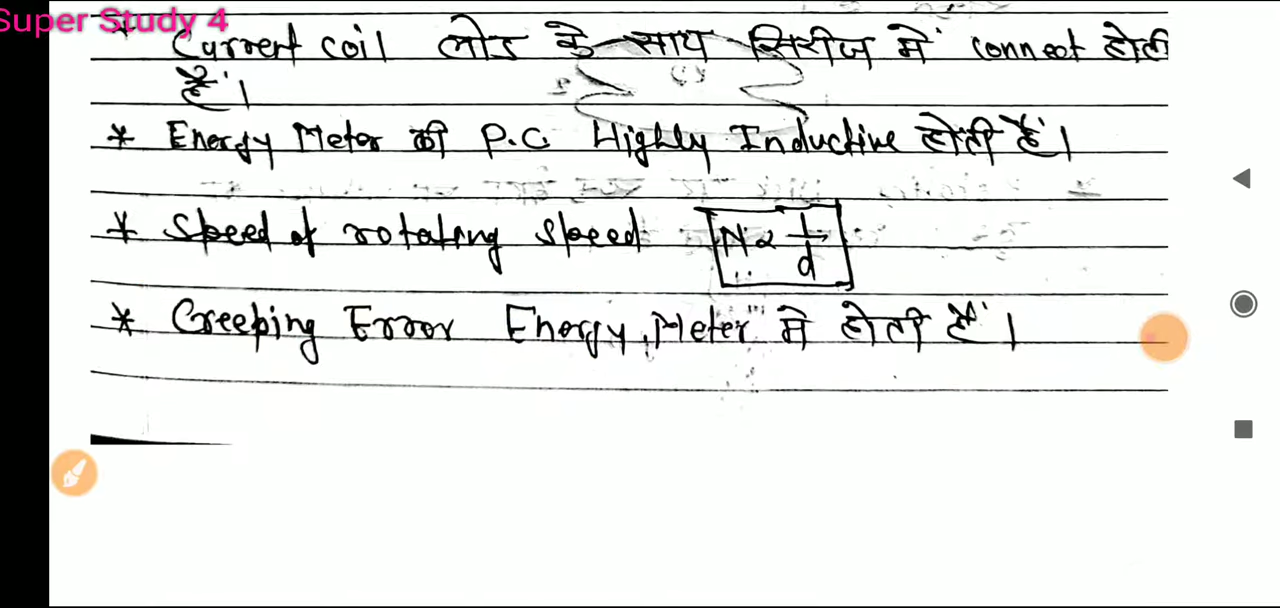 Super Study 4
* Current coil लोड के साथ सिरीज में connect होती
हैं।
* Energy Meter की P.C Highly Inductive होती हैं।
* Speed of rotating speed N ∝ 1/d
* Creeping Error Energy Meter मे होती हैं।